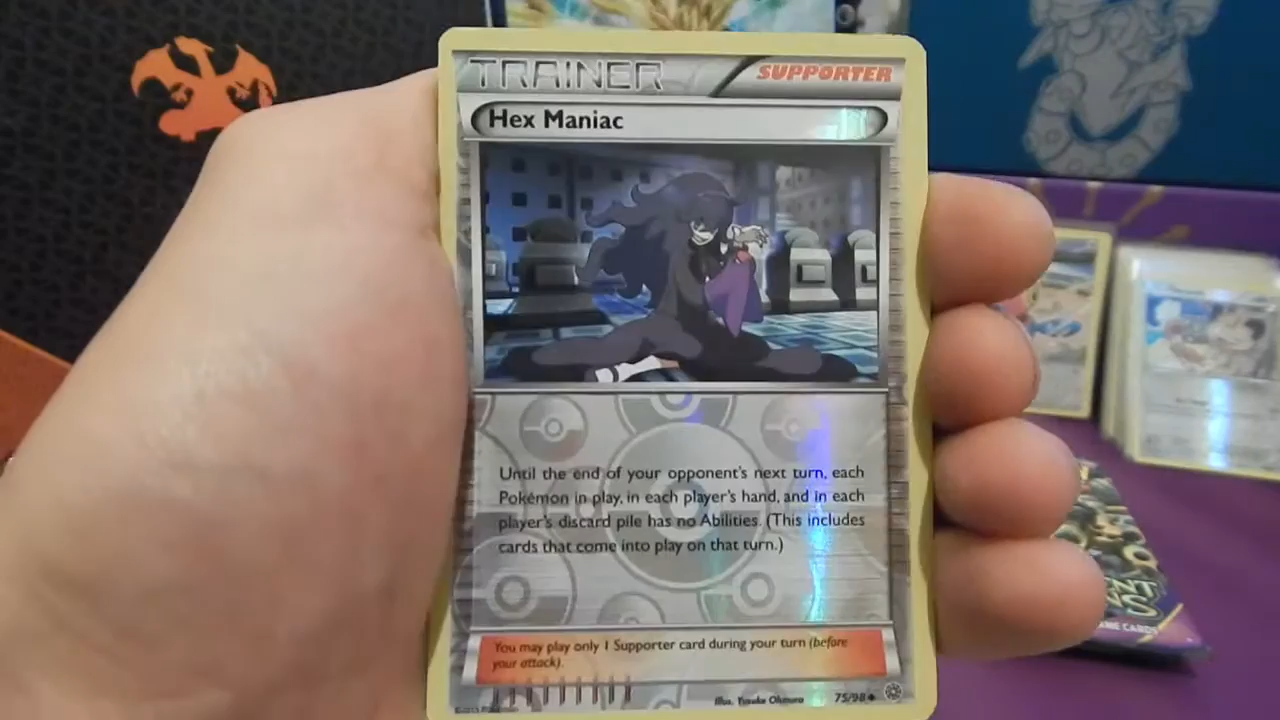 TRAINER
SUPPORTER
Hex Maniac
Until the end of your opponent's next turn, each
Pokémon in play, in each player's hand, and in each
player's discard pile has no Abilities. (This includes
cards that come into play on that turn.)
You may play only 1 Supporter card during your turn (before
your attack).
Illus. Yusuke Ohmura
75/98